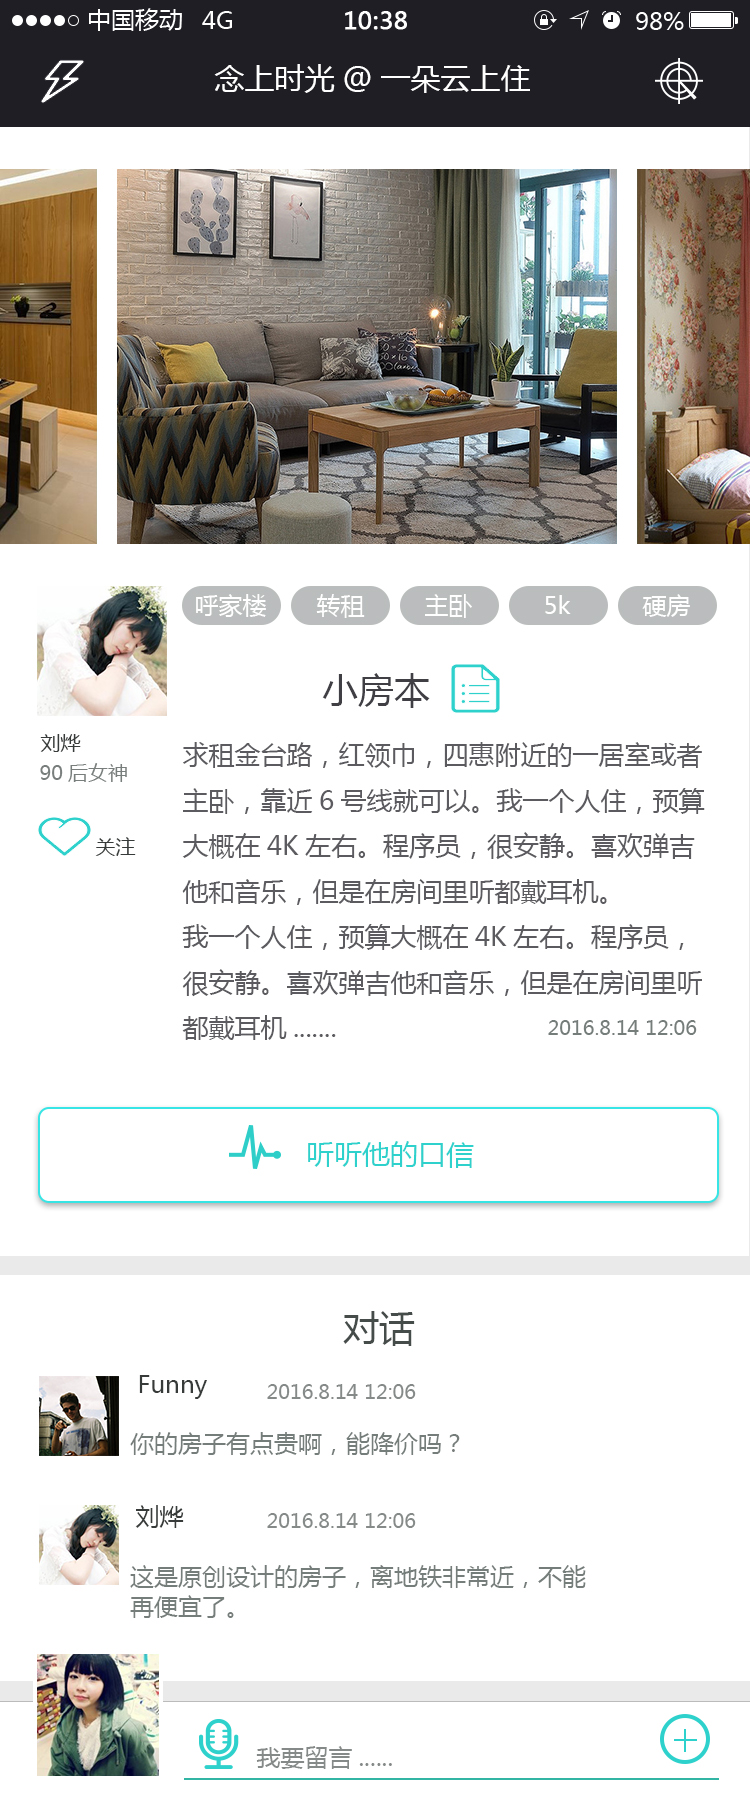 中国移动 4G 10:38 98%
念上时光 @ 一朵云上住
呼家楼 转租 主卧 5k 硬房
小房本
刘烨
90 后女神
关注
求租金台路，红领巾，四惠附近的一居室或者
主卧，靠近 6 号线就可以。我一个人住，预算
大概在 4K 左右。程序员，很安静。喜欢弹吉
他和音乐，但是在房间里听都戴耳机。
我一个人住，预算大概在 4K 左右。程序员，
很安静。喜欢弹吉他和音乐，但是在房间里听
都戴耳机 .......
2016.8.14 12:06
听听他的口信
对话
Funny 2016.8.14 12:06
你的房子有点贵啊，能降价吗？
刘烨 2016.8.14 12:06
这是原创设计的房子，离地铁非常近，不能
再便宜了。
我要留言 ......